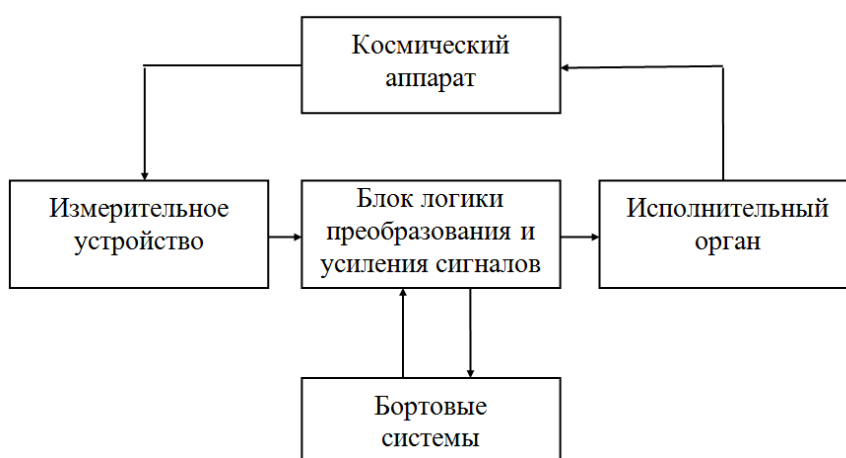 Космический
аппарат
Измерительное
устройство
Блок логики
преобразования и
усиления сигналов
Исполнительный
орган
Бортовые
системы